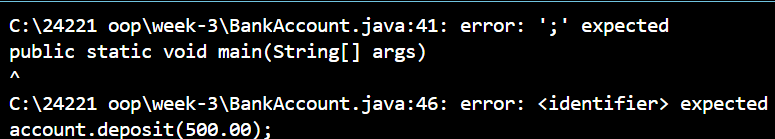 C:\24221 oop\week-3\BankAccount.java:41: error: ';' expected
public static void main(String[] args)
^
C:\24221 oop\week-3\BankAccount.java:46: error: <identifier> expected
account.deposit(500.00);